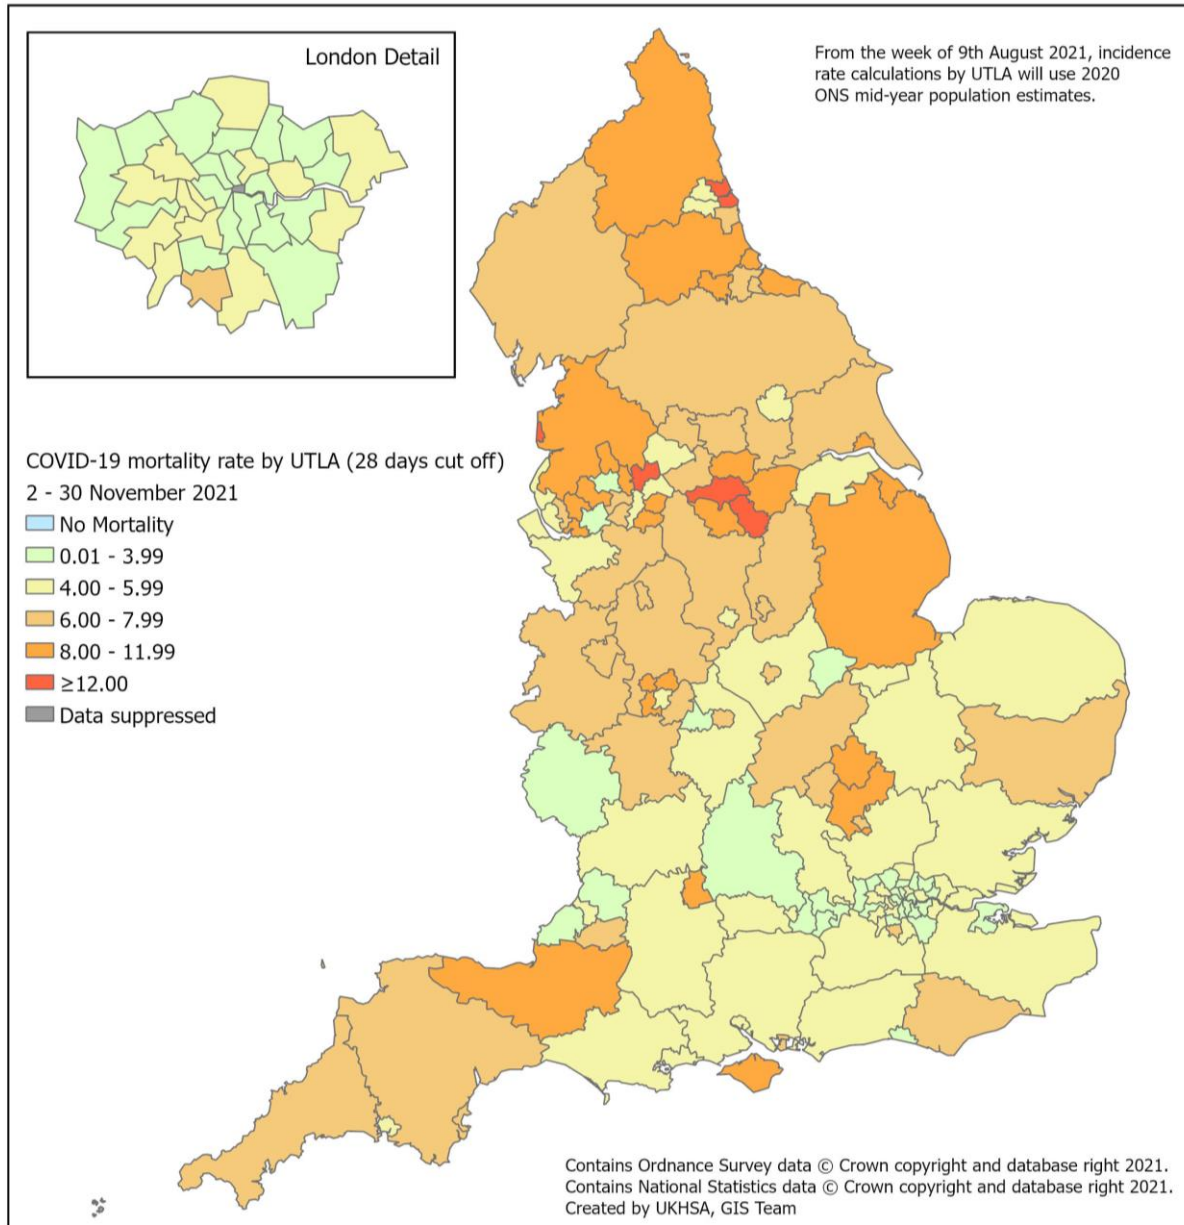 London Detail
From the week of 9th August 2021, incidence
rate calculations by UTLA will use 2020
ONS mid-year population estimates.
COVID-19 mortality rate by UTLA (28 days cut off)
2 - 30 November 2021
No Mortality
0.01 - 3.99
4.00 - 5.99
6.00 - 7.99
8.00 - 11.99
≥12.00
Data suppressed
Contains Ordnance Survey data © Crown copyright and database right 2021.
Contains National Statistics data © Crown copyright and database right 2021.
Created by UKHSA, GIS Team